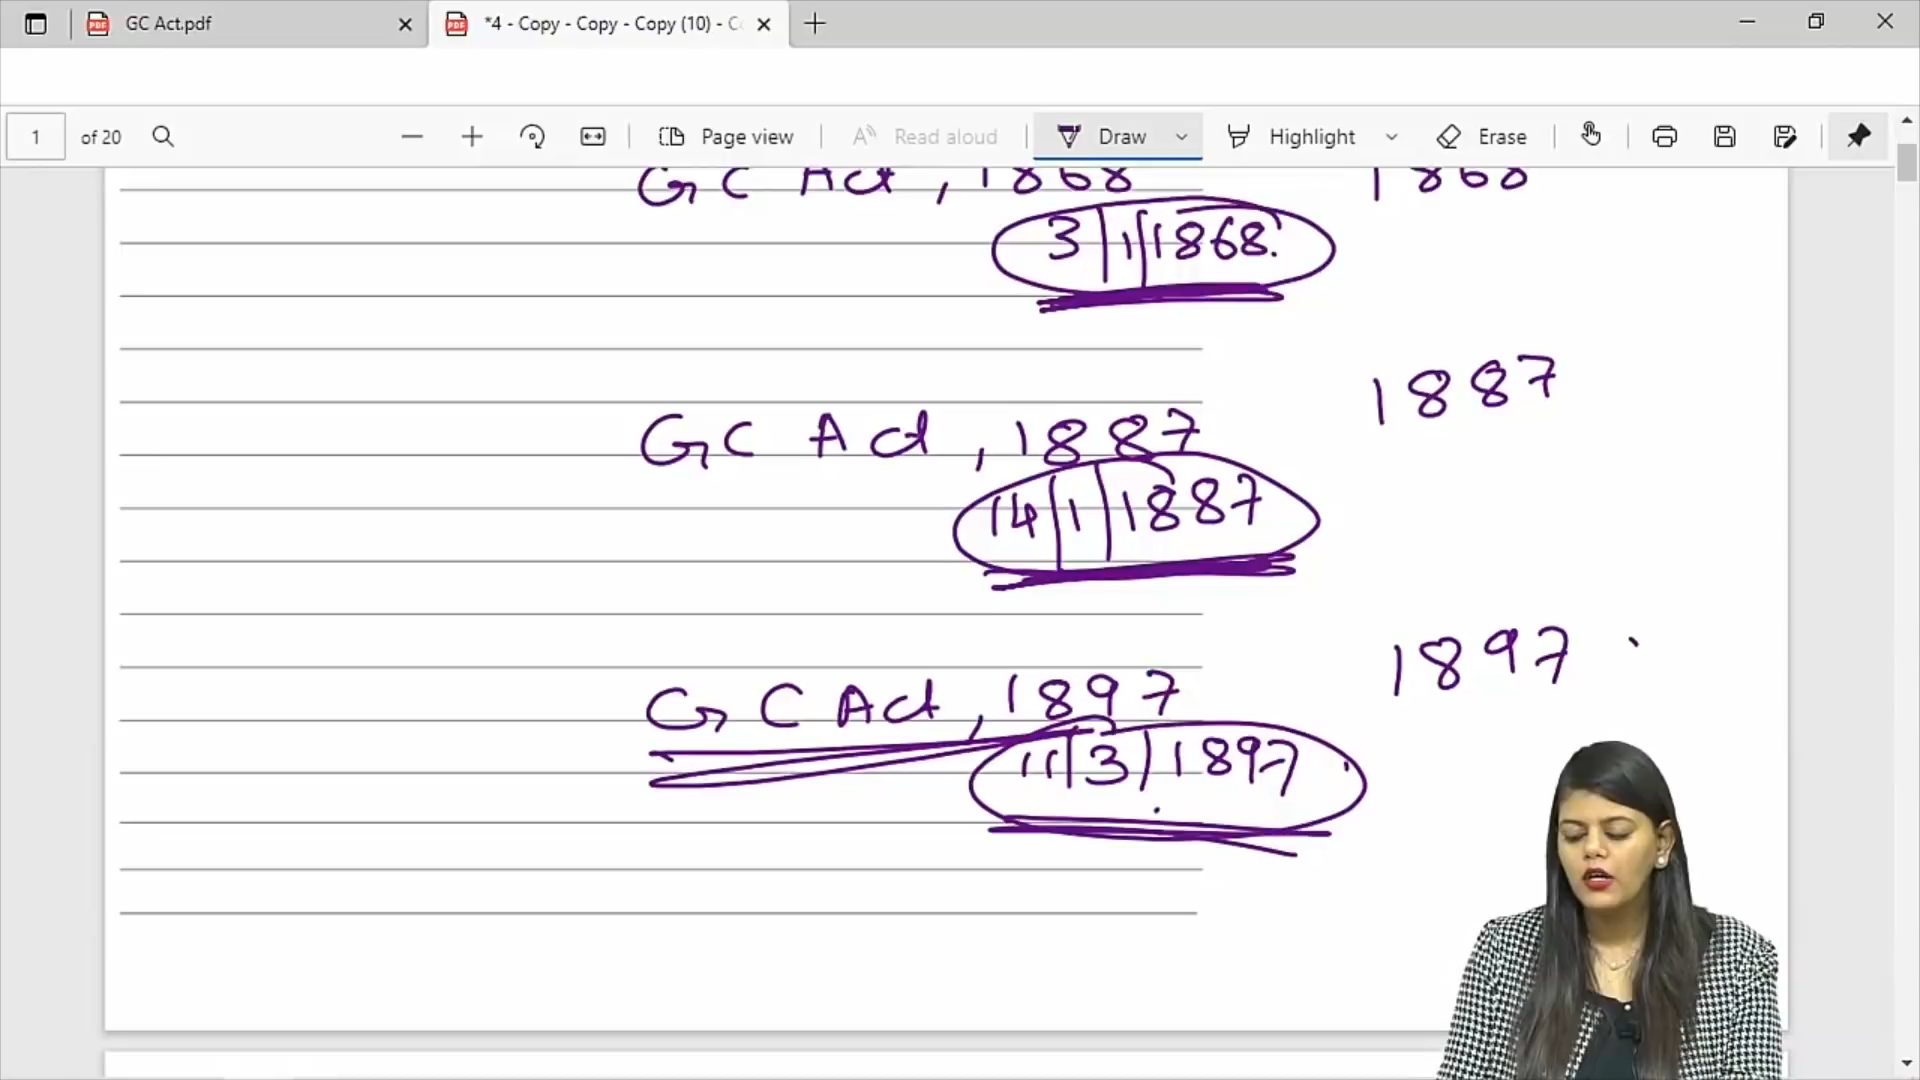 GC Act.pdf
*4 - Copy - Copy - Copy (10) - C
1 of 20 Page view Read aloud Draw Highlight Erase
GC Act, 1868 1868
3|1|1868.
1887
GC Act, 1887
14|1|1887
1897
GC Act, 1897
11|3|1897